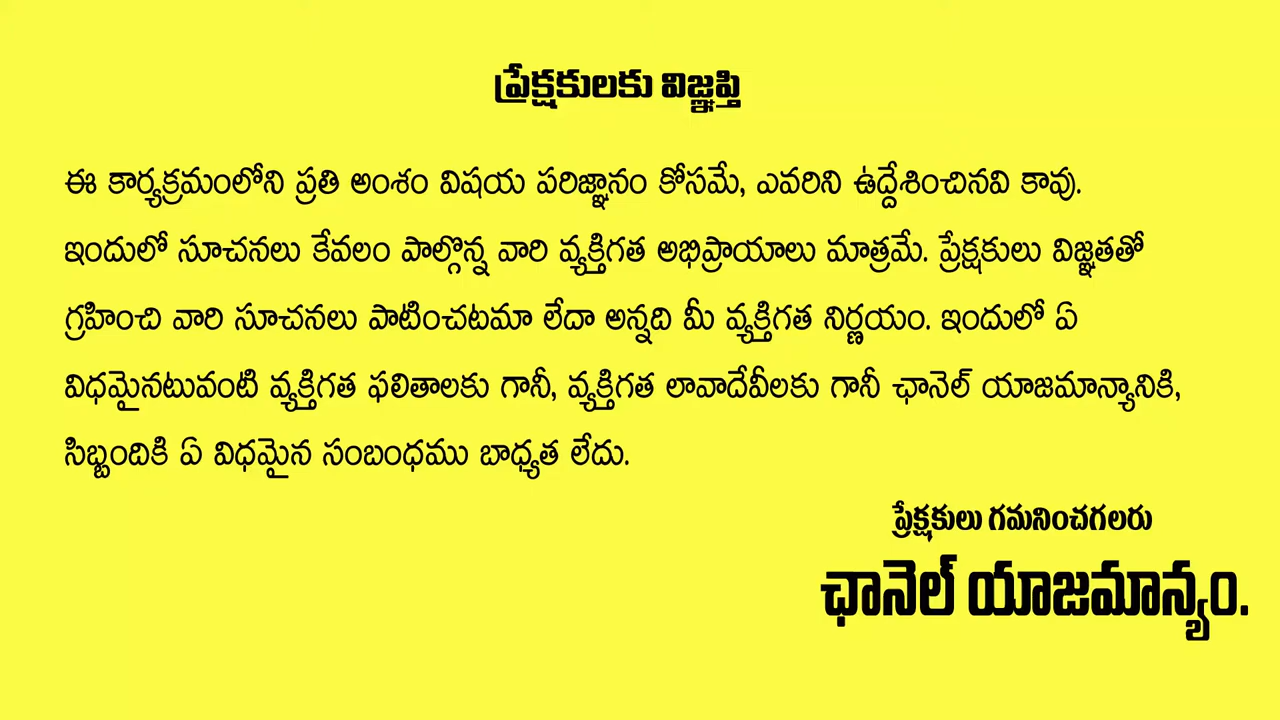 ప్రేక్షకులకు విజ్ఞప్తి
ఈ కార్యక్రమంలోని ప్రతి అంశం విషయ పరిజ్ఞానం కోసమే, ఎవరిని ఉద్దేశించినవి కావు.
ఇందులో సూచనలు కేవలం పాల్గొన్న వారి వ్యక్తిగత అభిప్రాయాలు మాత్రమే. ప్రేక్షకులు విజ్ఞతతో
గ్రహించి వారి సూచనలు పాటించటమా లేదా అన్నది మీ వ్యక్తిగత నిర్ణయం. ఇందులో ఏ
విధమైనటువంటి వ్యక్తిగత ఫలితాలకు గానీ, వ్యక్తిగత లావాదేవీలకు గానీ ఛానెల్ యాజమాన్యానికి,
సిబ్బందికి ఏ విధమైన సంబంధము బాధ్యత లేదు.
ప్రేక్షకులు గమనించగలరు
ఛానెల్ యాజమాన్యం.